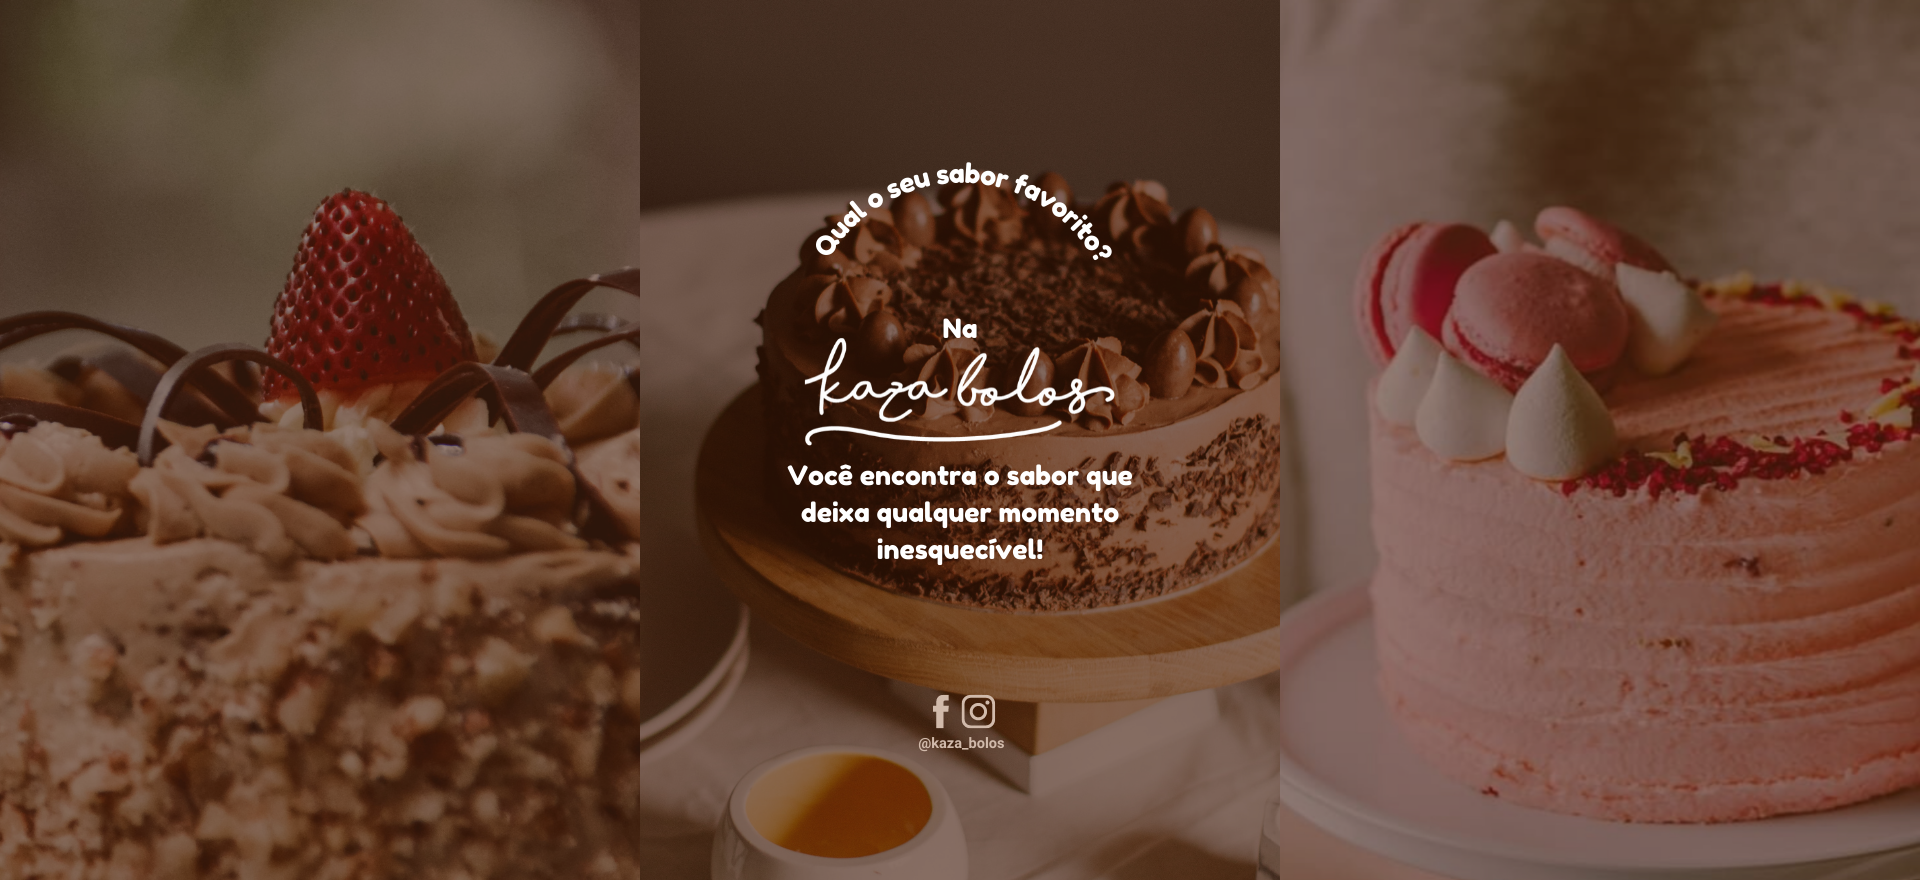 Qual o seu sabor favorito?
Na
kaza bolos
Você encontra o sabor que
deixa qualquer momento
inesquecível!
@kaza_bolos